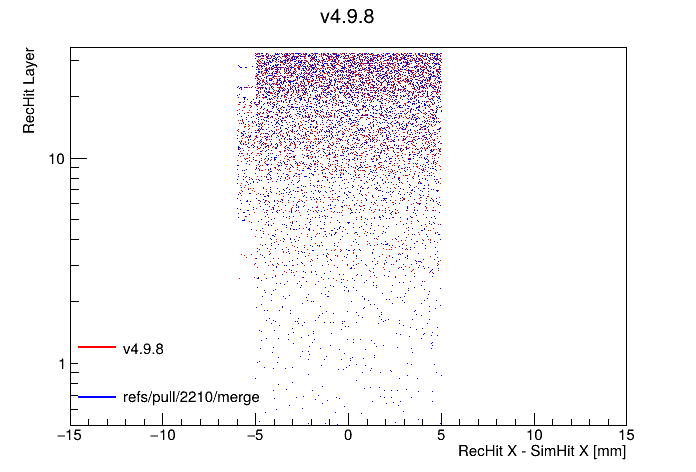 v4.9.8
RecHit Layer
10
1
v4.9.8
refs/pull/2210/merge
−15 −10 −5 0 5 10 15
RecHit X - SimHit X [mm]